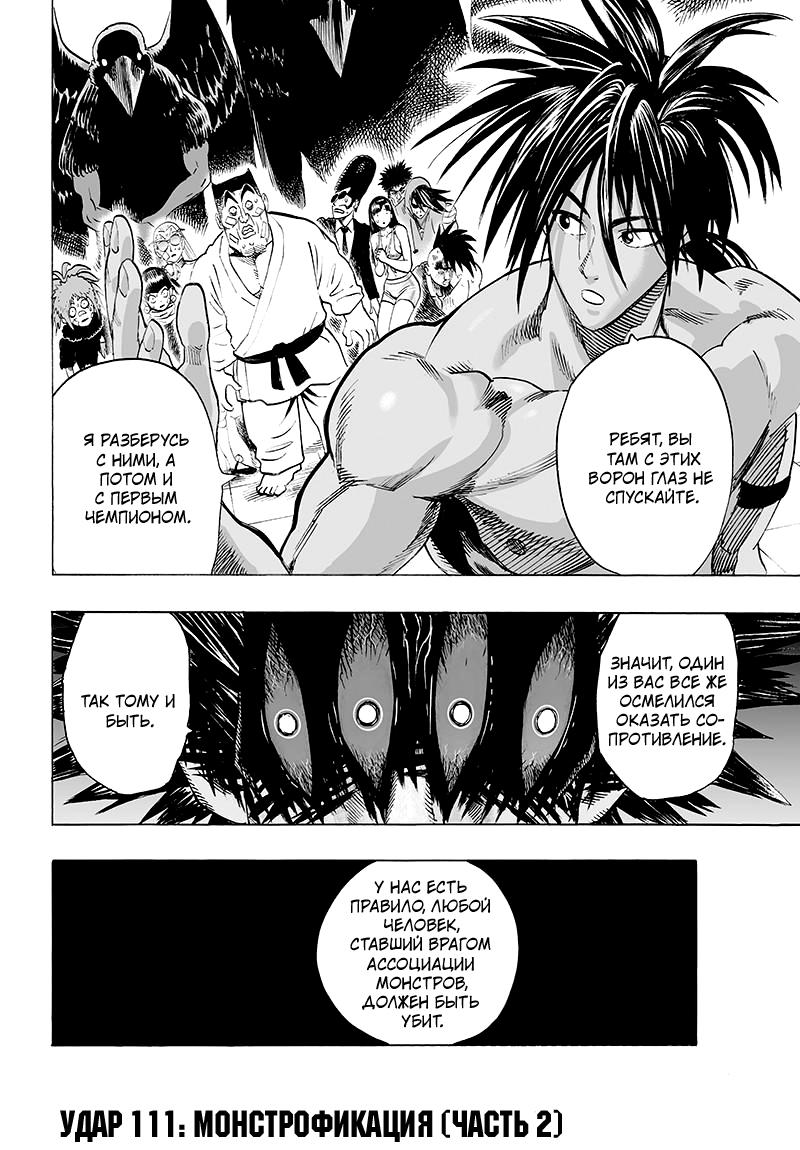 РЕБЯТ, ВЫ
ТАМ С ЭТИХ
ВОРОН ГЛАЗ НЕ
СПУСКАЙТЕ.
Я РАЗБЕРУСЬ
С НИМИ, А
ПОТОМ И
С ПЕРВЫМ
ЧЕМПИОНОМ.
ЗНАЧИТ, ОДИН
ИЗ ВАС ВСЕ ЖЕ
ОСМЕЛИЛСЯ
ОКАЗАТЬ СО-
ПРОТИВЛЕНИЕ.
ТАК ТОМУ И
БЫТЬ.
У НАС ЕСТЬ
ПРАВИЛО, ЛЮБОЙ
ЧЕЛОВЕК,
СТАВШИЙ ВРАГОМ
АССОЦИАЦИИ
МОНСТРОВ,
ДОЛЖЕН БЫТЬ
УБИТ.
УДАР 111: МОНСТРОФИКАЦИЯ (ЧАСТЬ 2)